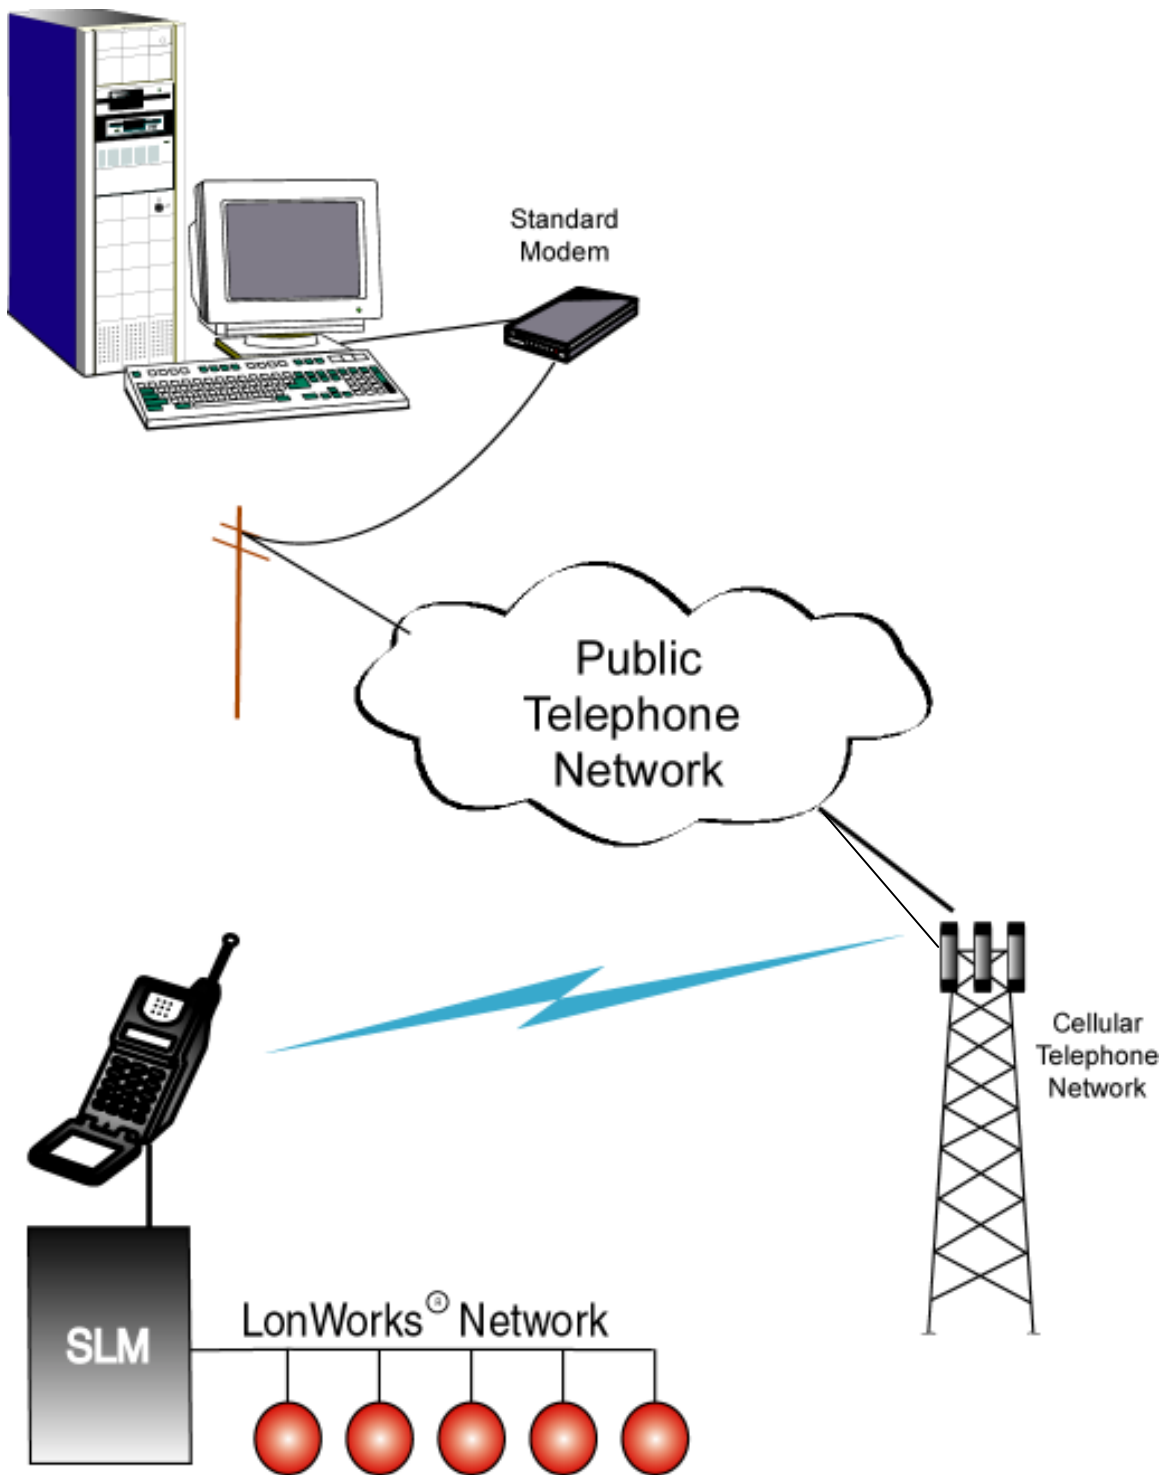 Standard
Modem
Public
Telephone
Network
Cellular
Telephone
Network
SLM
LonWorks® Network